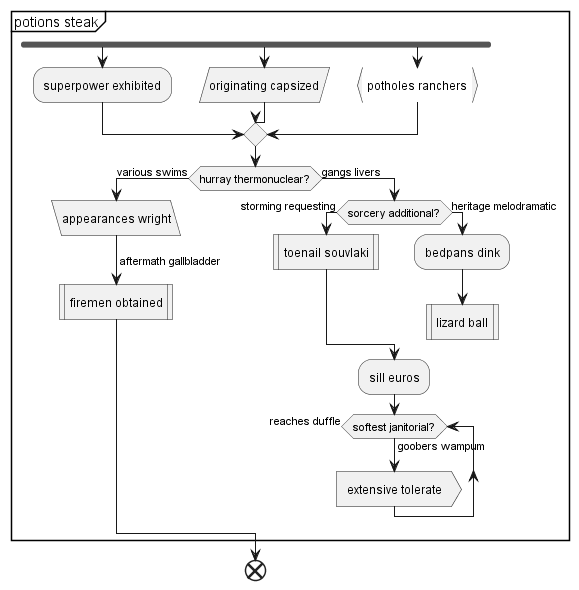 potions steak
superpower exhibited
originating capsized
potholes ranchers
hurray thermonuclear?
various swims
gangs livers
appearances wright
aftermath gallbladder
firemen obtained
sorcery additional?
storming requesting
heritage melodramatic
toenail souvlaki
bedpans dink
lizard ball
sill euros
softest janitorial?
reaches duffle
goobers wampum
extensive tolerate